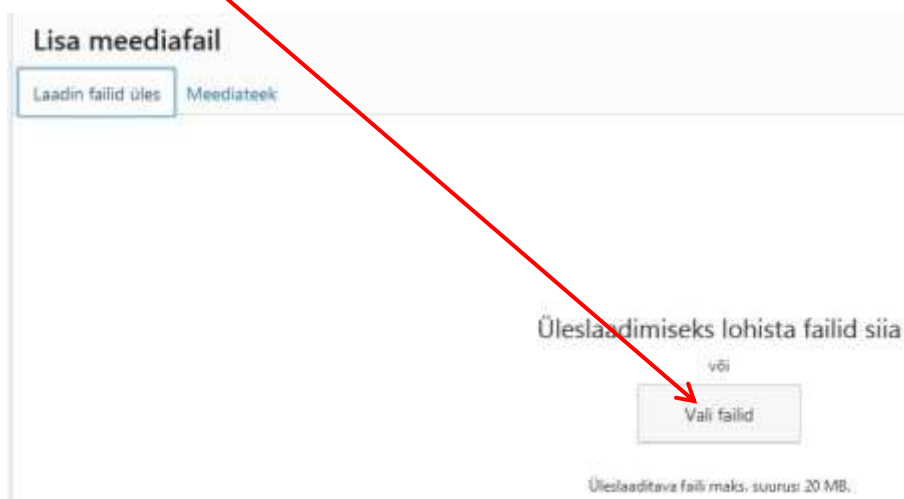 Lisa meediafail
Laadin failid üles Meediateek
Üleslaadimiseks lohista failid siia
või
Vali failid
Üleslaaditava faili maks. suurus: 20 MB.